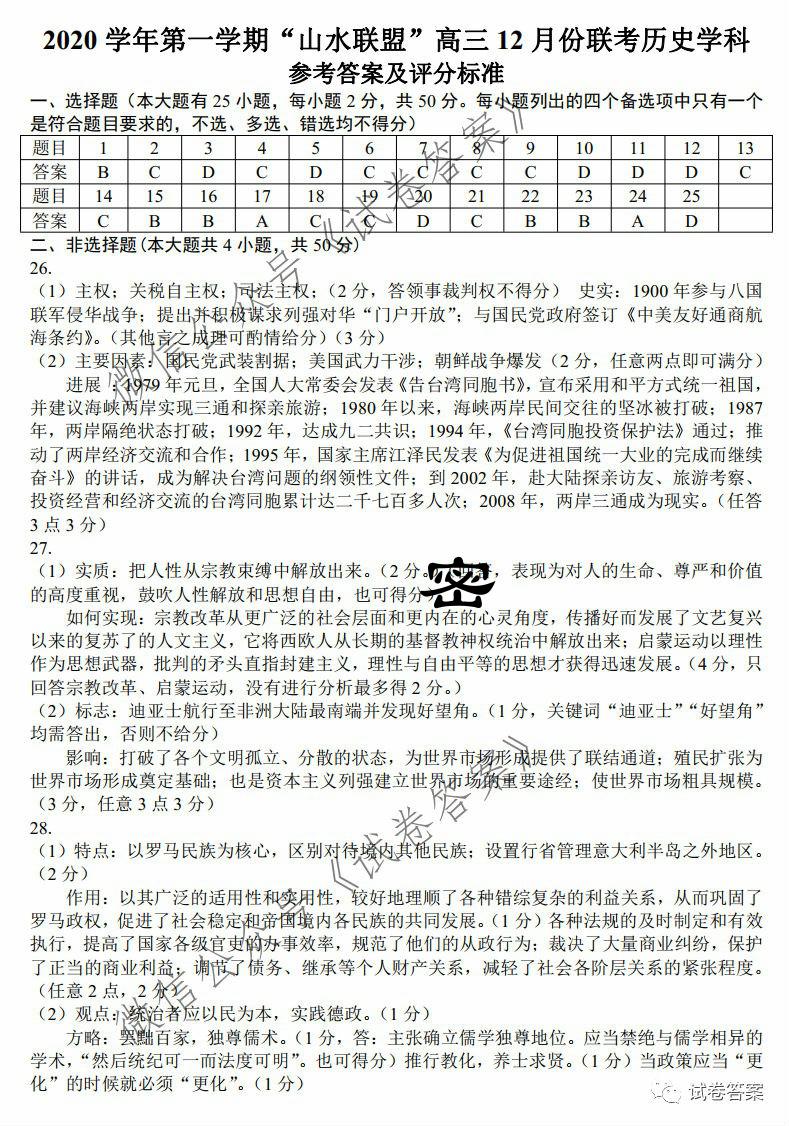 2020 学年第一学期“山水联盟”高三 12 月份联考历史学科
参考答案及评分标准
一、选择题（本大题有 25 小题，每小题 2 分，共 50 分。每小题列出的四个备选项中只有一个
是符合题目要求的，不选、多选、错选均不得分）
题目 1 2 3 4 5 6 7 8 9 10 11 12 13
答案 B C D C D C C C C D D D C
题目 14 15 16 17 18 19 20 21 22 23 24 25
答案 C B B A C C D C B B A D
二、非选择题(本大题共 4 小题，共 50 分)
26.
（1）主权；关税自主权；司法主权；（2 分，答领事裁判权不得分） 史实：1900 年参与八国
联军侵华战争；提出并积极谋求列强对华“门户开放”；与国民党政府签订《中美友好通商航
海条约》。（其他言之成理可酌情给分）（3 分）
（2）主要因素：国民党武装割据；美国武力干涉；朝鲜战争爆发（2 分，任意两点即可满分）
进展：1979 年元旦，全国人大常委会发表《告台湾同胞书》，宣布采用和平方式统一祖国，
并建议海峡两岸实现三通和探亲旅游；1980 年以来，海峡两岸民间交往的坚冰被打破；1987
年，两岸隔绝状态打破；1992 年，达成九二共识；1994 年，《台湾同胞投资保护法》通过；推
动了两岸经济交流和合作；1995 年，国家主席江泽民发表《为促进祖国统一大业的完成而继续
奋斗》的讲话，成为解决台湾问题的纲领性文件；到 2002 年，赴大陆探亲访友、旅游考察、
投资经营和经济交流的台湾同胞累计达二千七百多人次；2008 年，两岸三通成为现实。（任答
3 点 3 分）
27.
（1）实质：把人性从宗教束缚中解放出来。（2 分。 答，表现为对人的生命、尊严和价值
的高度重视，鼓吹人性解放和思想自由，也可得分
密
如何实现：宗教改革从更广泛的社会层面和更内在的心灵角度，传播好而发展了文艺复兴
以来的复苏了的人文主义，它将西欧人从长期的基督教神权统治中解放出来；启蒙运动以理性
作为思想武器，批判的矛头直指封建主义，理性与自由平等的思想才获得迅速发展。（4 分，只
回答宗教改革、启蒙运动，没有进行分析最多得 2 分。）
（2）标志：迪亚士航行至非洲大陆最南端并发现好望角。（1 分，关键词“迪亚士”“好望角”
均需答出，否则不给分）
影响：打破了各个文明孤立、分散的状态，为世界市场形成提供了联结通道；殖民扩张为
世界市场形成奠定基础；也是资本主义列强建立世界市场的重要途经；使世界市场粗具规模。
（3 分，任意 3 点 3 分）
28.
（1）特点：以罗马民族为核心，区别对待境内其他民族；设置行省管理意大利半岛之外地区。
（2 分）
作用：以其广泛的适用性和实用性，较好地理顺了各种错综复杂的利益关系，从而巩固了
罗马政权，促进了社会稳定和帝国境内各民族的共同发展。（1 分）各种法规的及时制定和有效
执行，提高了国家各级官吏的办事效率，规范了他们的从政行为；裁决了大量商业纠纷，保护
了正当的商业利益；调节了债务、继承等个人财产关系，减轻了社会各阶层关系的紧张程度。
（任意 2 点，2 分）
（2）观点：统治者应以民为本，实践德政。（1 分）
方略：罢黜百家，独尊儒术。（1 分，答：主张确立儒学独尊地位。应当禁绝与儒学相异的
学术，“然后统纪可一而法度可明”。也可得分）推行教化，养士求贤。（1 分）当政策应当“更
化”的时候就必须“更化”。（1 分）
微信公众号《试卷答案》
微信公众号《试卷答案》
试卷答案